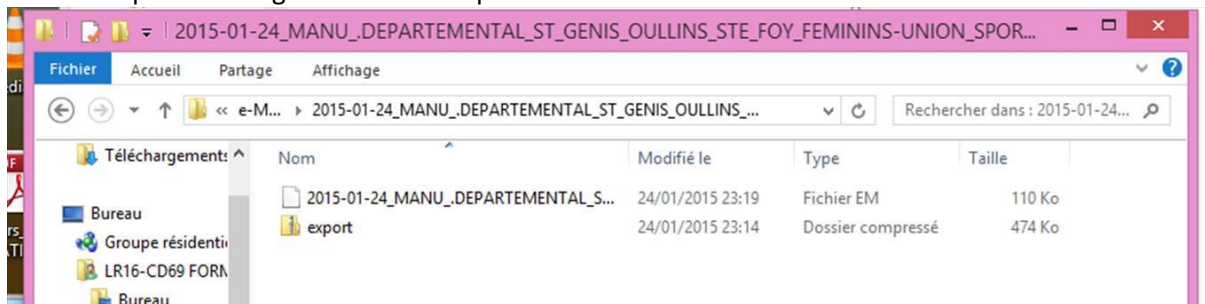 2015-01-24_MANU_.DEPARTEMENTAL_ST_GENIS_OULLINS_STE_FOY_FEMININS-UNION_SPOR...
Fichier Accueil Partage Affichage
« e-M... 2015-01-24_MANU_.DEPARTEMENTAL_ST_GENIS_OULLINS_... Rechercher dans : 2015-01-24...
Téléchargements Nom Modifié le Type Taille
2015-01-24_MANU_.DEPARTEMENTAL_S... 24/01/2015 23:19 Fichier EM 110 Ko
Bureau
export 24/01/2015 23:14 Dossier compressé 474 Ko
Groupe résidenti
LR16-CD69 FORM
Bureau